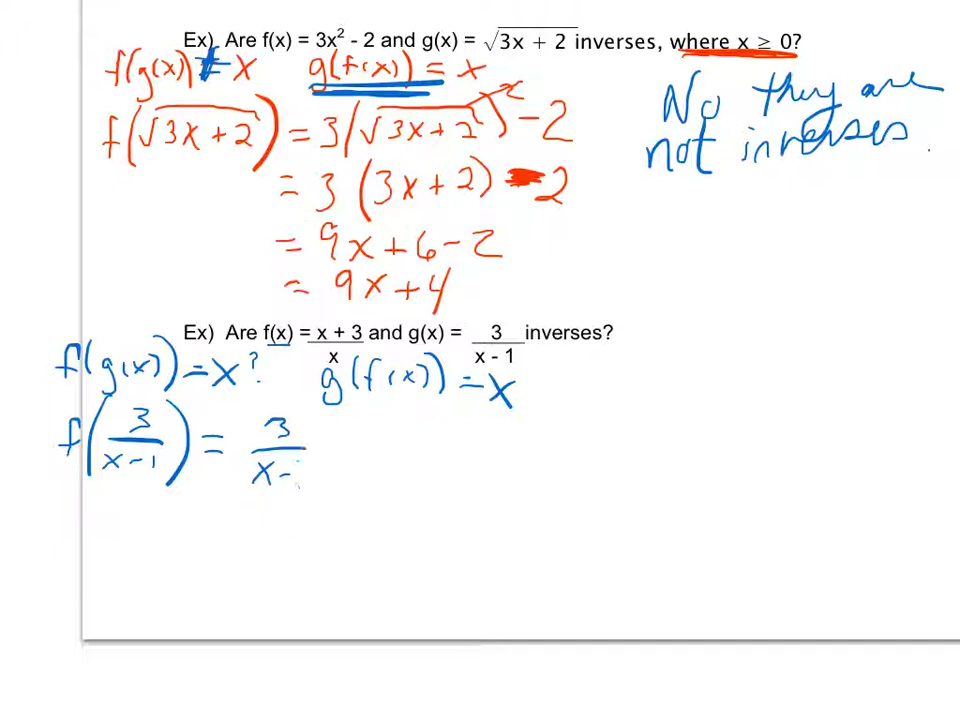 Ex) Are f(x) = 3x² - 2 and g(x) = √3x + 2 inverses, where x ≥ 0?
f(g(x)) = x g(f(x)) = x
No they are
not inverses.
f(√3x+2) = 3(√3x+2)² - 2
= 3(3x+2) - 2
= 9x+6-2
= 9x+4
Ex) Are f(x) = x + 3 and g(x) = 3 inverses?
x x - 1
f(g(x)) = x? g(f(x)) = x
f(3/x-1) = 3/x-